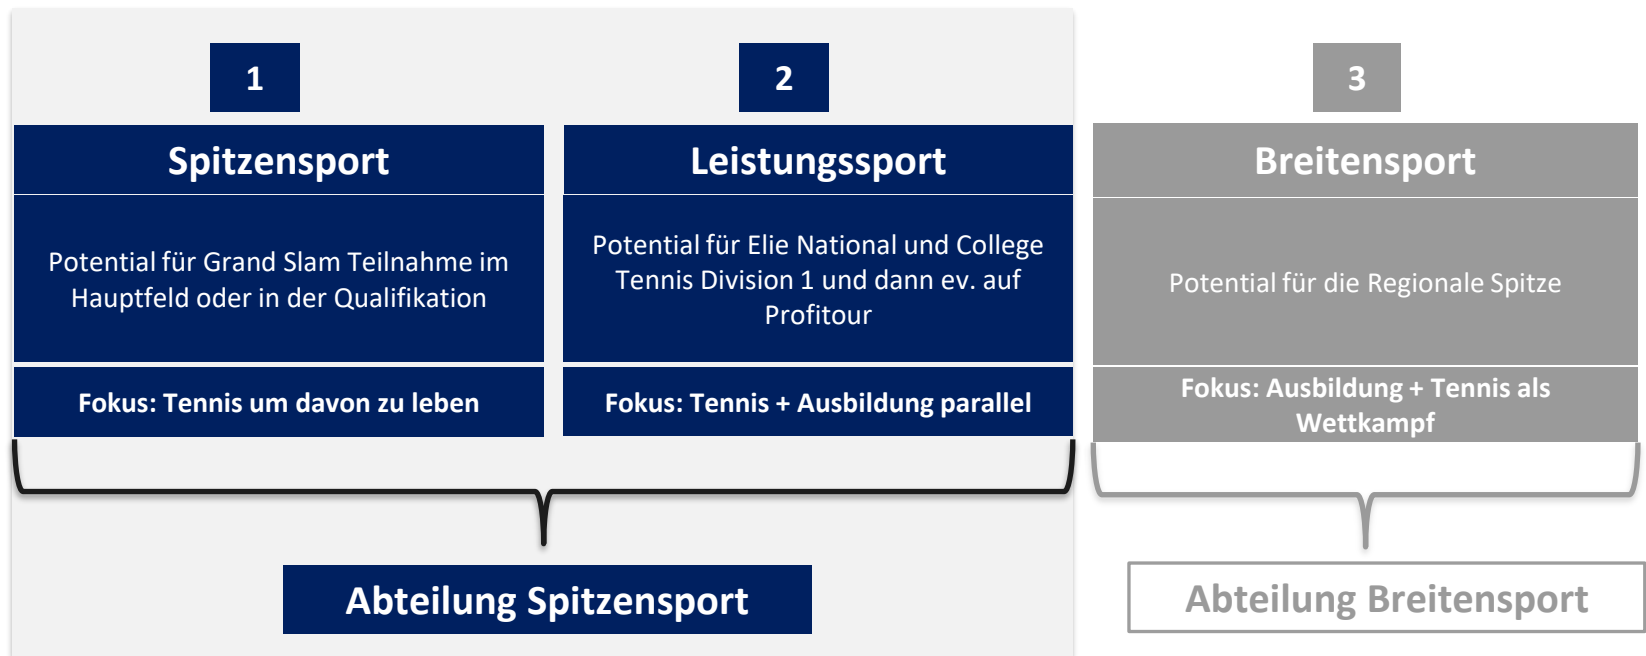 1
2
3
Spitzensport
Leistungssport
Breitensport
Potential für Grand Slam Teilnahme im
Hauptfeld oder in der Qualifikation
Potential für Elie National und College
Tennis Division 1 und dann ev. auf
Profitour
Potential für die Regionale Spitze
Fokus: Tennis um davon zu leben
Fokus: Tennis + Ausbildung parallel
Fokus: Ausbildung + Tennis als
Wettkampf
Abteilung Spitzensport
Abteilung Breitensport